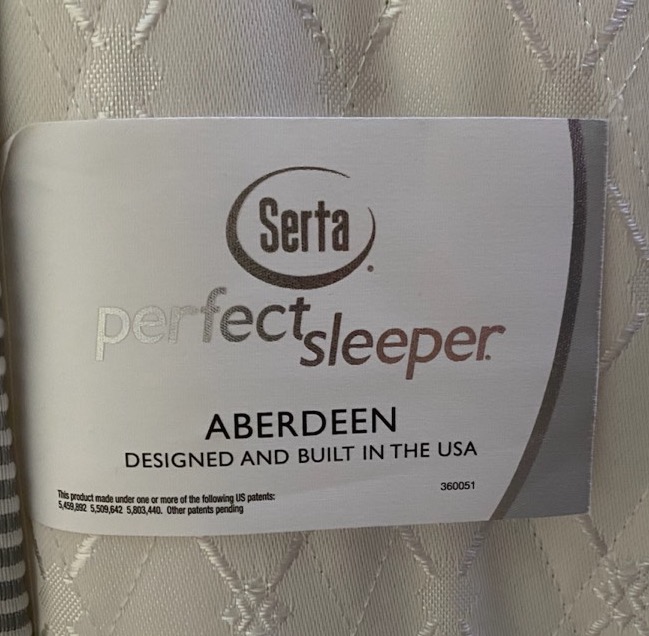 Serta
perfect sleeper
ABERDEEN
DESIGNED AND BUILT IN THE USA
360051
This product made under one or more of the following US patents:
5,459,892 5,509,642 5,803,440. Other patents pending